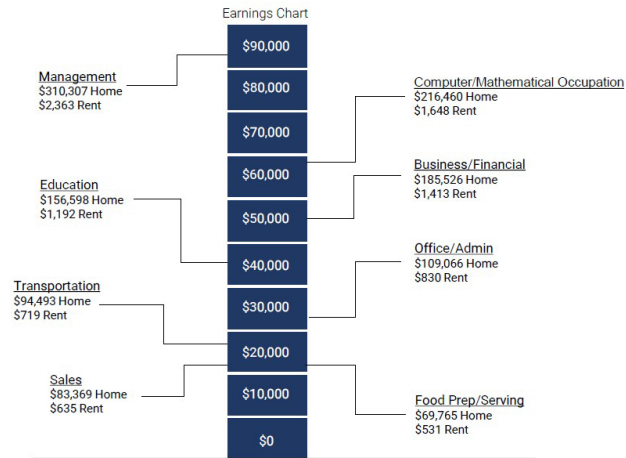 Earnings Chart
$90,000
$80,000
$70,000
$60,000
$50,000
$40,000
$30,000
$20,000
$10,000
$0
Management
$310,307 Home
$2,363 Rent
Education
$156,598 Home
$1,192 Rent
Transportation
$94,493 Home
$719 Rent
Sales
$83,369 Home
$635 Rent
Computer/Mathematical Occupation
$216,460 Home
$1,648 Rent
Business/Financial
$185,526 Home
$1,413 Rent
Office/Admin
$109,066 Home
$830 Rent
Food Prep/Serving
$69,765 Home
$531 Rent